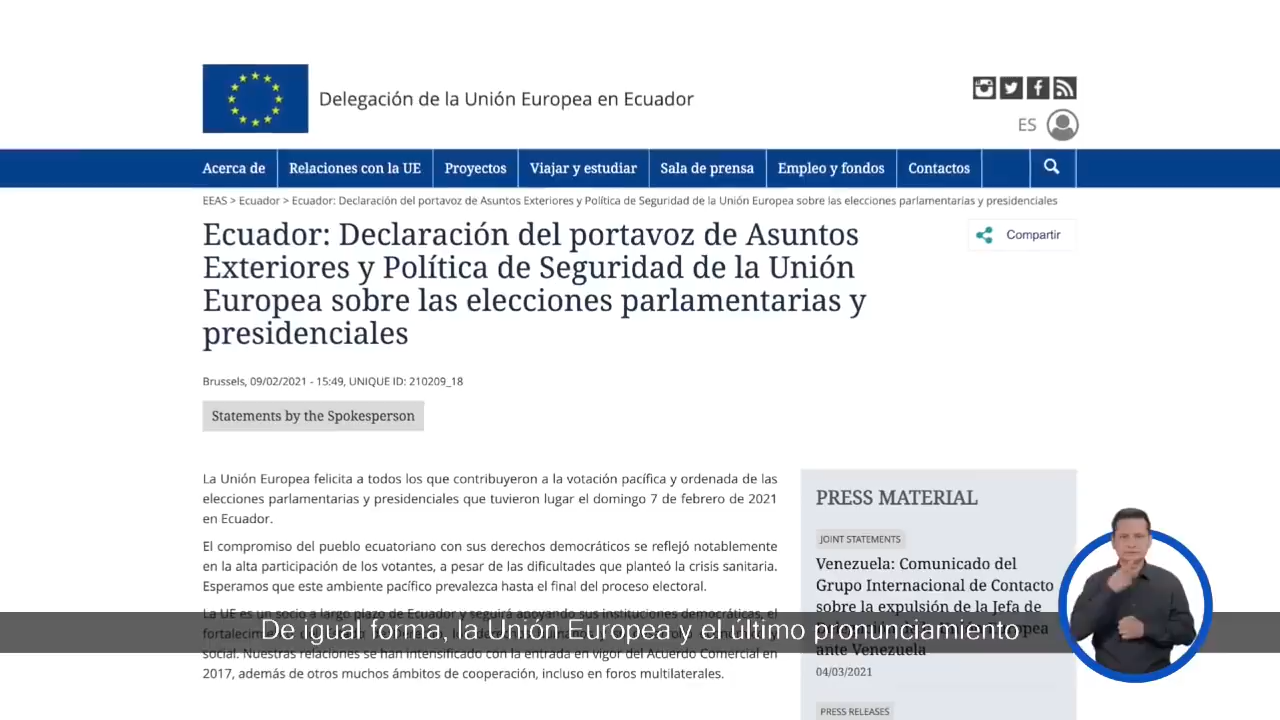 Delegación de la Unión Europea en Ecuador
ES
Acerca de
Relaciones con la UE
Proyectos
Viajar y estudiar
Sala de prensa
Empleo y fondos
Contactos
EEAS > Ecuador > Ecuador: Declaración del portavoz de Asuntos Exteriores y Política de Seguridad de la Unión Europea sobre las elecciones parlamentarias y presidenciales
Ecuador: Declaración del portavoz de Asuntos
Exteriores y Política de Seguridad de la Unión
Europea sobre las elecciones parlamentarias y
presidenciales
Compartir
Brussels, 09/02/2021 - 15:49, UNIQUE ID: 210209_18
Statements by the Spokesperson
La Unión Europea felicita a todos los que contribuyeron a la votación pacífica y ordenada de las
elecciones parlamentarias y presidenciales que tuvieron lugar el domingo 7 de febrero de 2021
en Ecuador.
El compromiso del pueblo ecuatoriano con sus derechos democráticos se reflejó notablemente
en la alta participación de los votantes, a pesar de las dificultades que planteó la crisis sanitaria.
Esperamos que este ambiente pacífico prevalezca hasta el final del proceso electoral.
La UE es un socio a largo plazo de Ecuador y seguirá apoyando sus instituciones democráticas, el
social. Nuestras relaciones se han intensificado con la entrada en vigor del Acuerdo Comercial en
2017, además de otros muchos ámbitos de cooperación, incluso en foros multilaterales.
PRESS MATERIAL
JOINT STATEMENTS
Venezuela: Comunicado del
Grupo Internacional de Contacto
sobre la expulsión de la Jefa de
ante Venezuela
04/03/2021
PRESS RELEASES
De igual forma, la Unión Europea y el último pronunciamiento